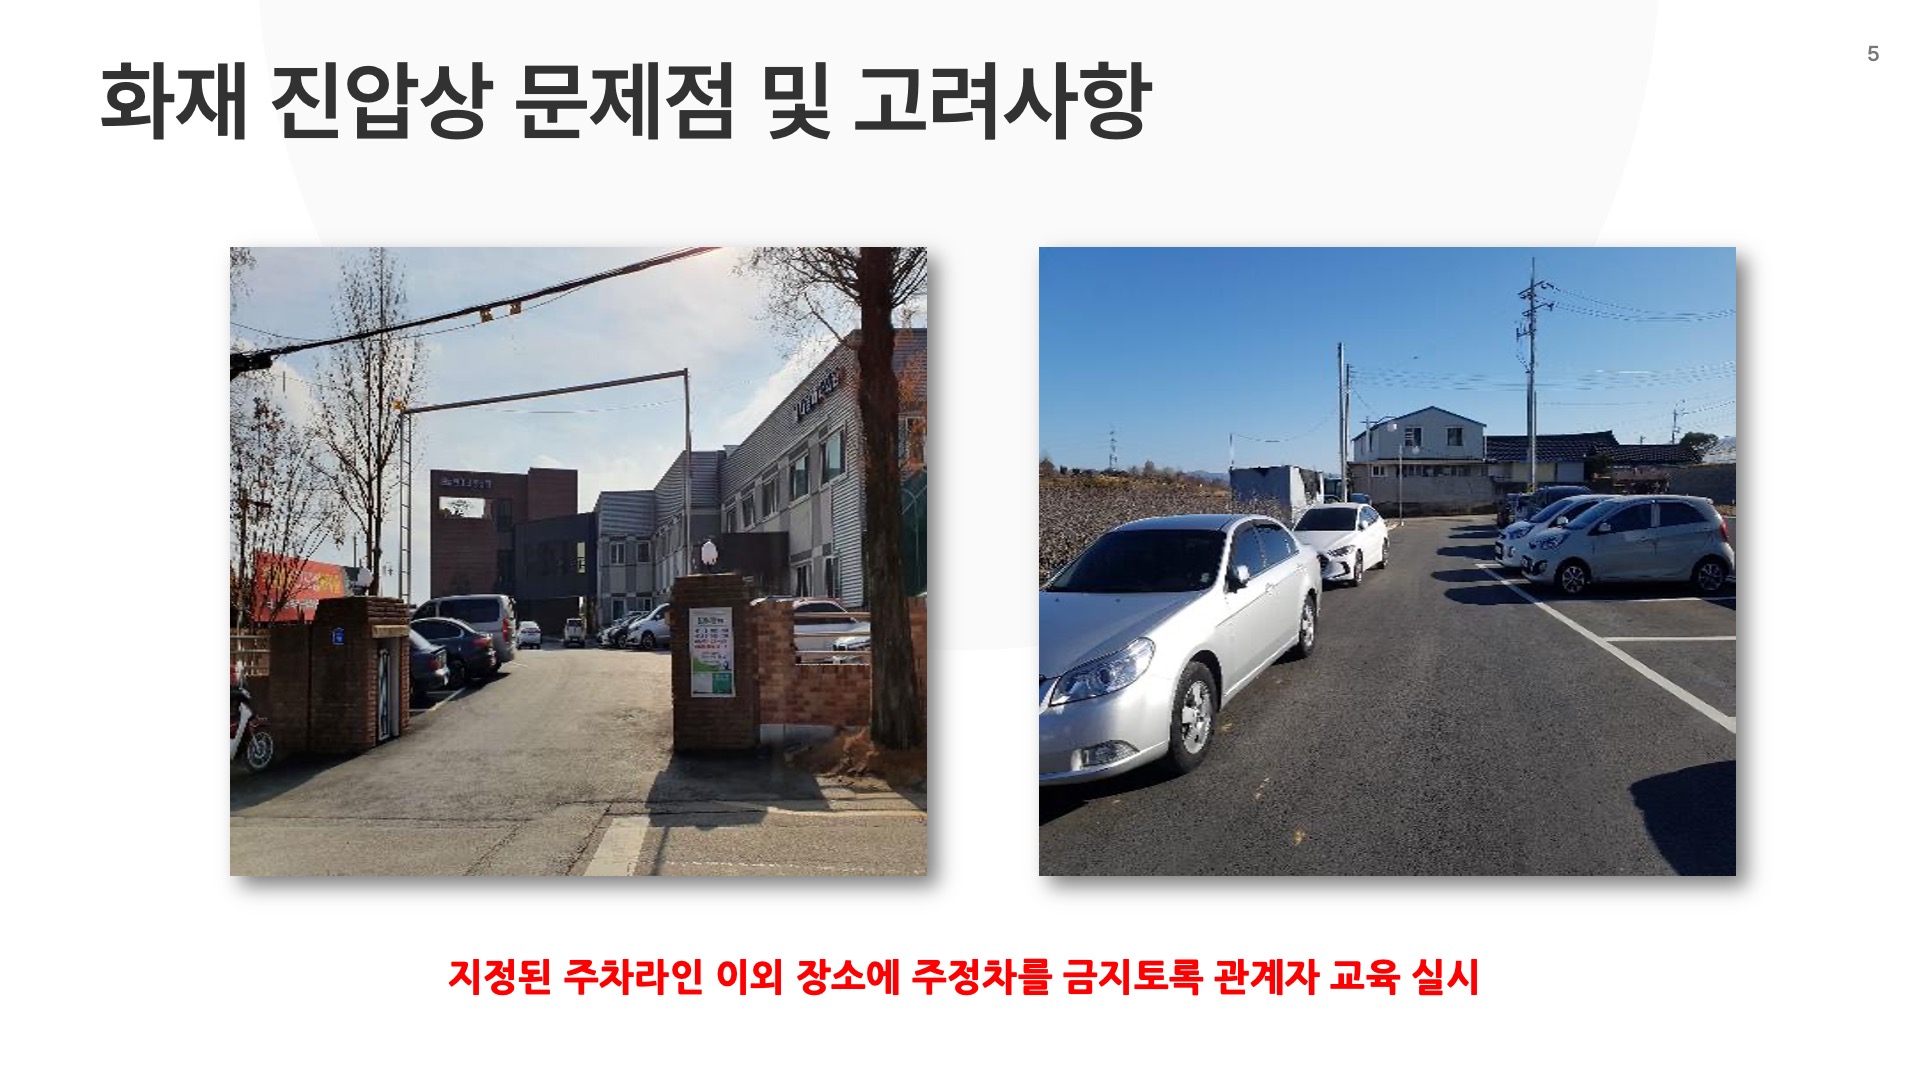 화재 진압상 문제점 및 고려사항
5
지정된 주차라인 이외 장소에 주정차를 금지토록 관계자 교육 실시